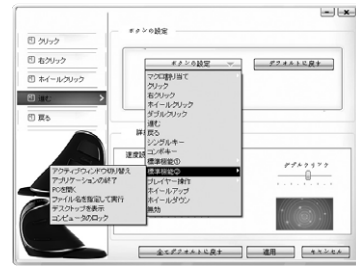 ボタンの設定
クリック
右クリック
ホイールクリック
進む
戻る
ボタンの設定
デフォルトに戻す
マクロ割り当て
クリック
右クリック
ホイールクリック
ダブルクリック
進む
戻る
シングルキー
コンボキー
標準機能①
標準機能②
プレイヤー操作
ホイールアップ
ホイールダウン
無効
アクティブウィンドウ切り替え
アプリケーションの終了
PCを開く
ファイル名を指定して実行
デスクトップを表示
コンピュータのロック
ダブルクリック
全てデフォルトに戻す
適用
キャンセル